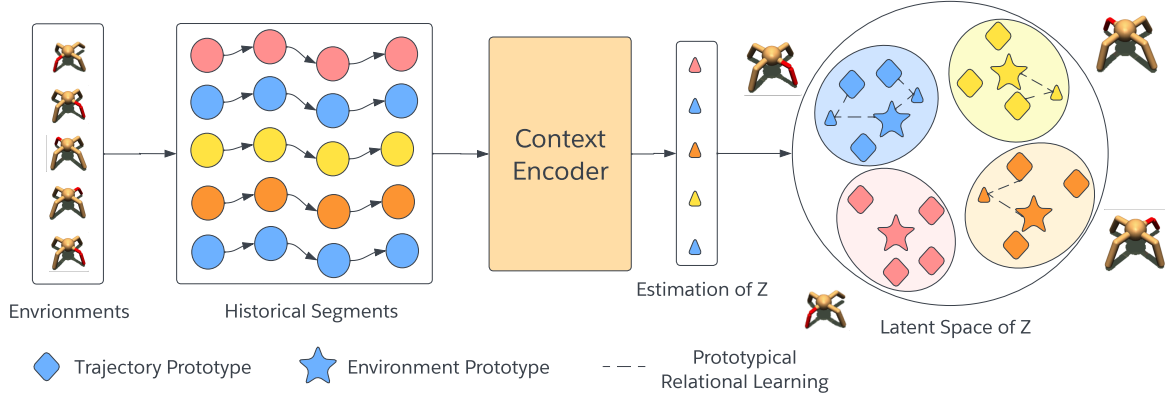 Context
Encoder
Envrionments
Historical Segments
Estimation of Z
Latent Space of Z
Trajectory Prototype
Environment Prototype
Prototypical
Relational Learning